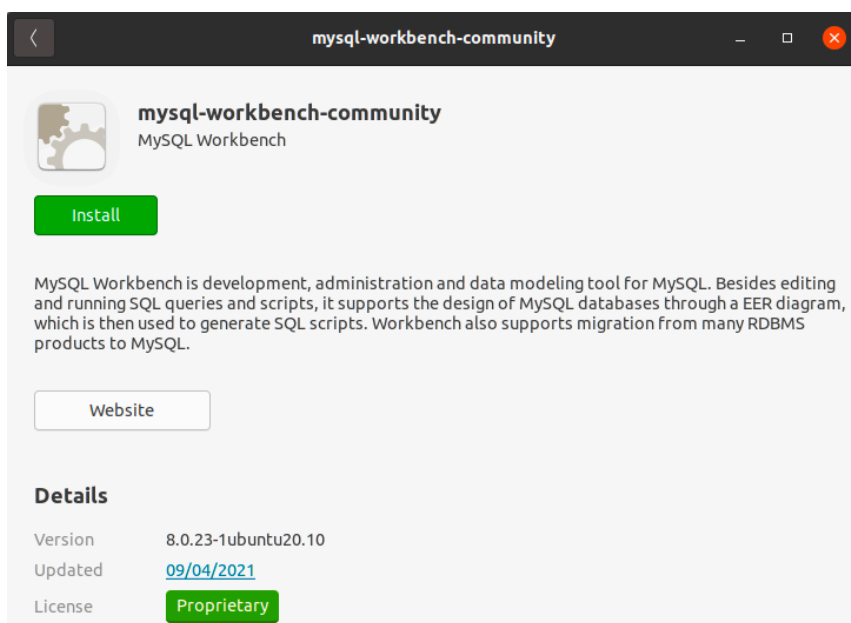 mysql-workbench-community
mysql-workbench-community
MySQL Workbench
Install
MySQL Workbench is development, administration and data modeling tool for MySQL. Besides editing
and running SQL queries and scripts, it supports the design of MySQL databases through a EER diagram,
which is then used to generate SQL scripts. Workbench also supports migration from many RDBMS
products to MySQL.
Website
Details
Version 8.0.23-1ubuntu20.10
Updated 09/04/2021
License Proprietary